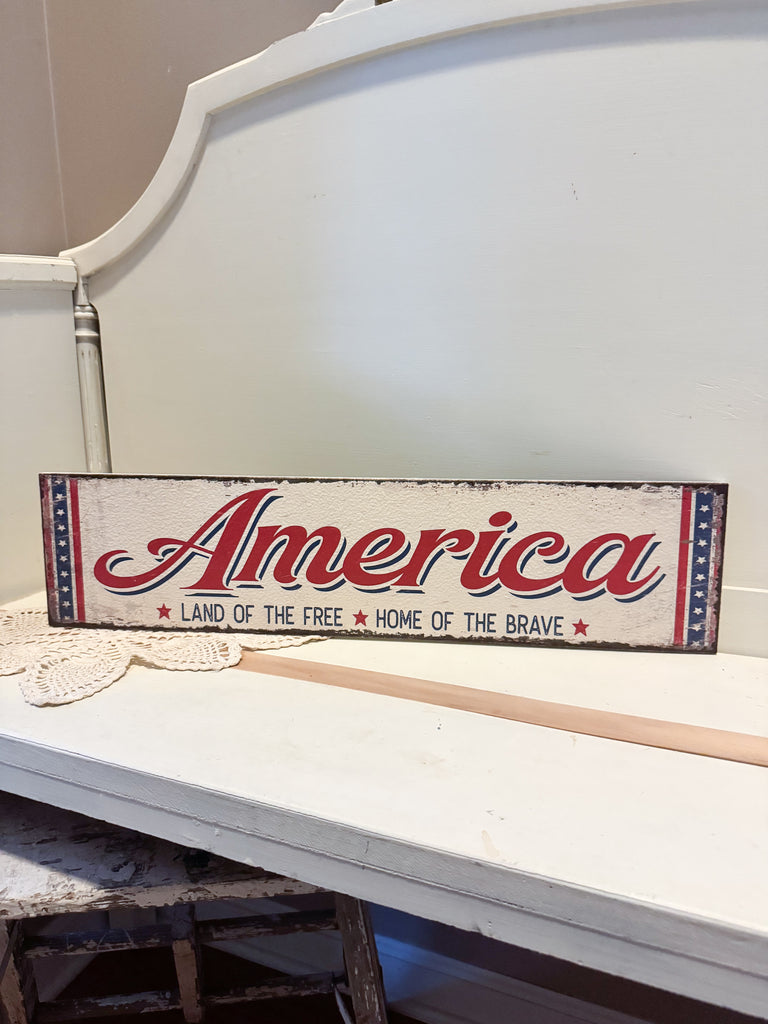 America
LAND OF THE FREE ★ HOME OF THE BRAVE